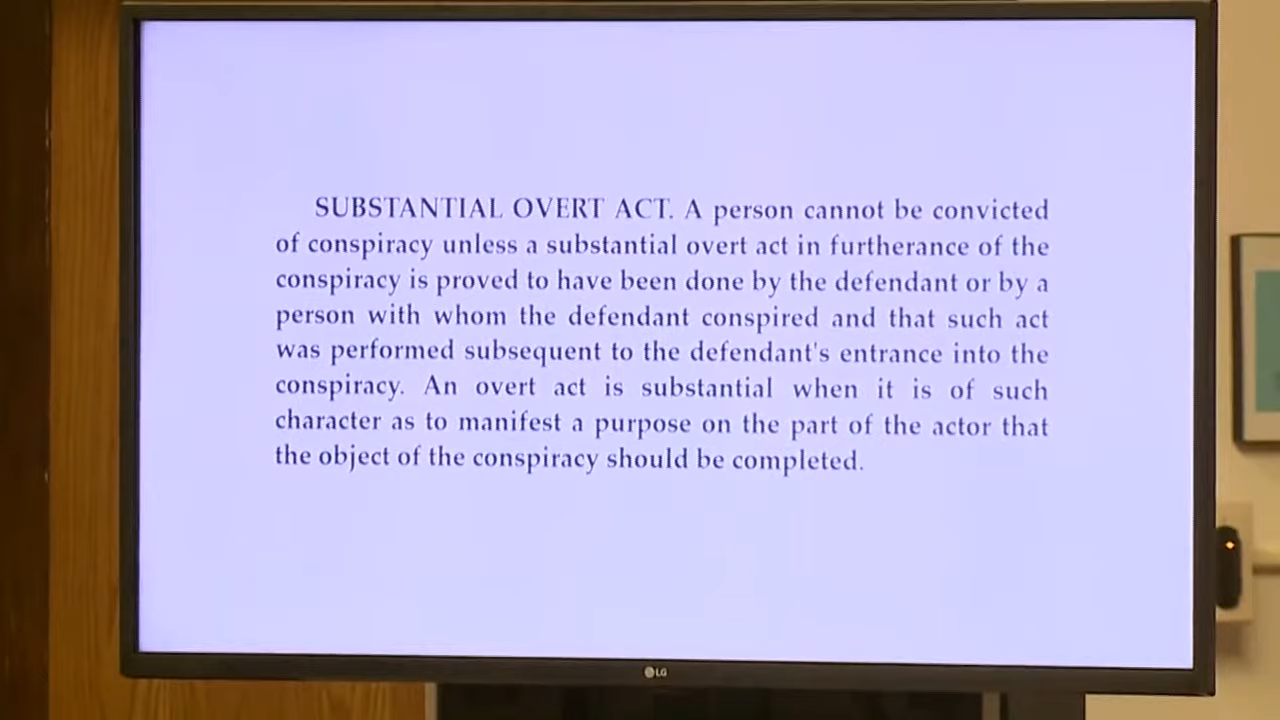 SUBSTANTIAL OVERT ACT. A person cannot be convicted
of conspiracy unless a substantial overt act in furtherance of the
conspiracy is proved to have been done by the defendant or by a
person with whom the defendant conspired and that such act
was performed subsequent to the defendant's entrance into the
conspiracy. An overt act is substantial when it is of such
character as to manifest a purpose on the part of the actor that
the object of the conspiracy should be completed.
LG